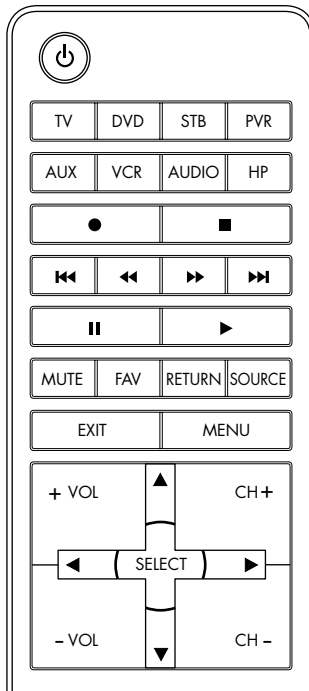 TV DVD STB PVR
AUX VCR AUDIO HP
MUTE FAV RETURN SOURCE
EXIT MENU
+ VOL CH+
SELECT
– VOL CH –